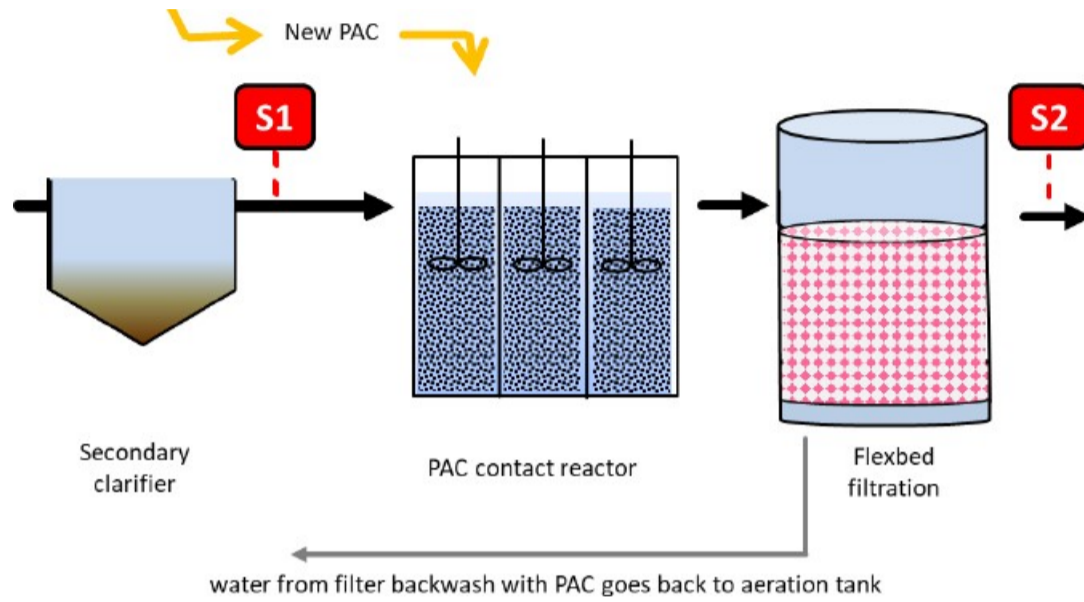 New PAC
S1
S2
Secondary
clarifier
PAC contact reactor
Flexbed
filtration
water from filter backwash with PAC goes back to aeration tank